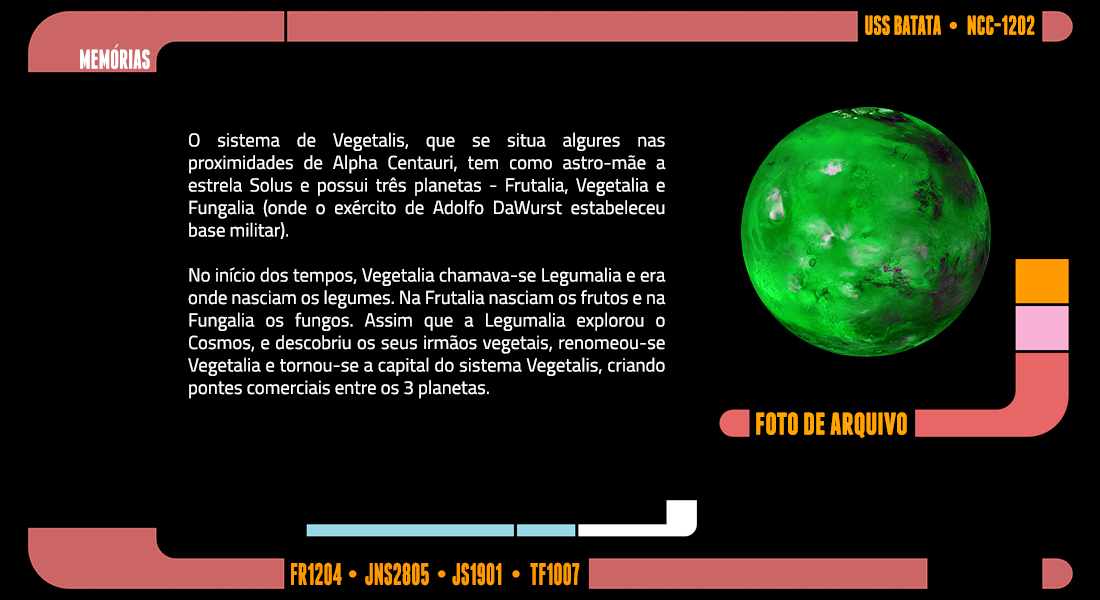 USS BATATA • NCC-1202
MEMÓRIAS
O sistema de Vegetalis, que se situa algures nas
proximidades de Alpha Centauri, tem como astro-mãe a
estrela Solus e possui três planetas - Frutalia, Vegetalia e
Fungalia (onde o exército de Adolfo DaWurst estabeleceu
base militar).
No início dos tempos, Vegetalia chamava-se Legumalia e era
onde nasciam os legumes. Na Frutalia nasciam os frutos e na
Fungalia os fungos. Assim que a Legumalia explorou o
Cosmos, e descobriu os seus irmãos vegetais, renomeou-se
Vegetalia e tornou-se a capital do sistema Vegetalis, criando
pontes comerciais entre os 3 planetas.
FOTO DE ARQUIVO
FR1204 • JNS2805 • JS1901 • TF1007